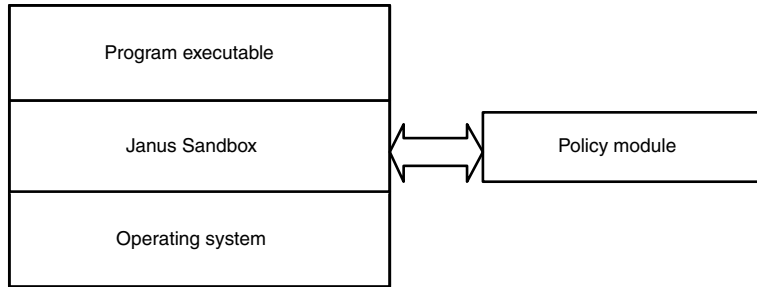 Program executable
Janus Sandbox
Policy module
Operating system